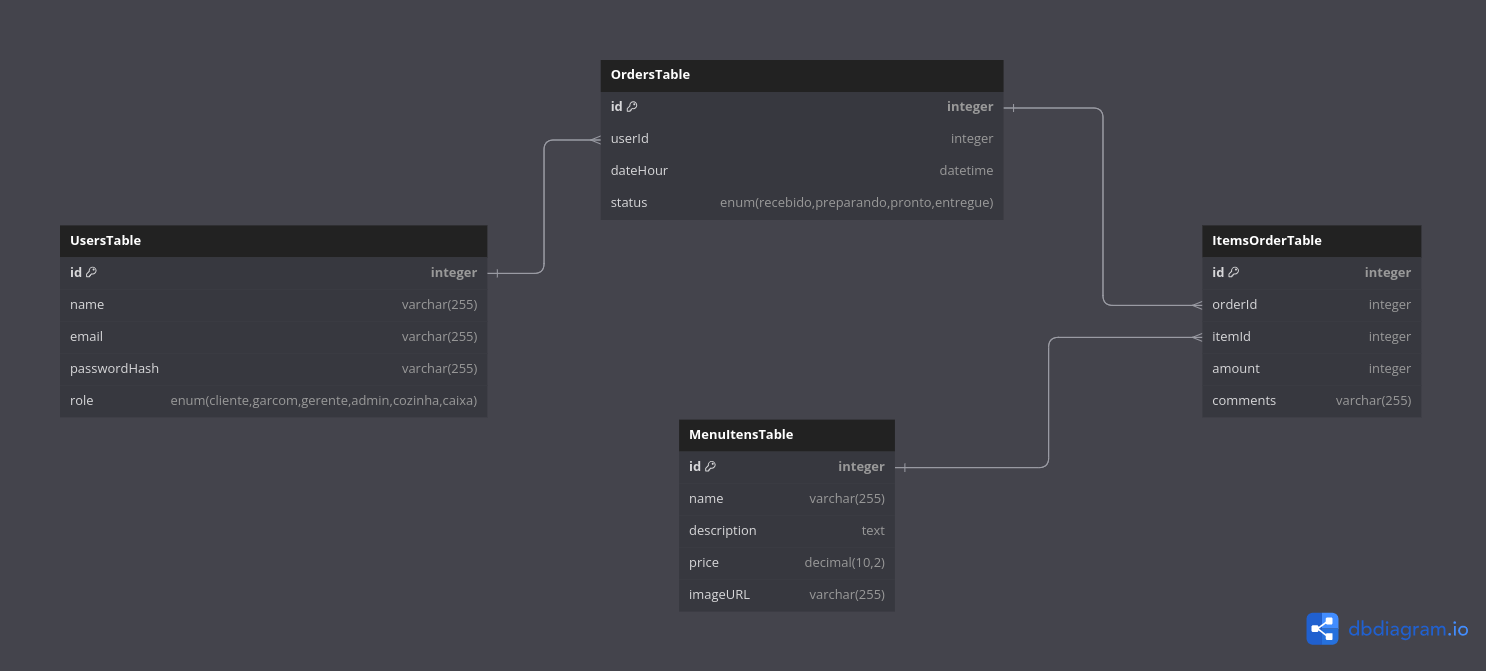 OrdersTable
id integer
userId integer
dateHour datetime
status enum(recebido,preparando,pronto,entregue)
UsersTable
id integer
name varchar(255)
email varchar(255)
passwordHash varchar(255)
role enum(cliente,garcom,gerente,admin,cozinha,caixa)
ItemsOrderTable
id integer
orderId integer
itemId integer
amount integer
comments varchar(255)
MenuItensTable
id integer
name varchar(255)
description text
price decimal(10,2)
imageURL varchar(255)
dbdiagram.io